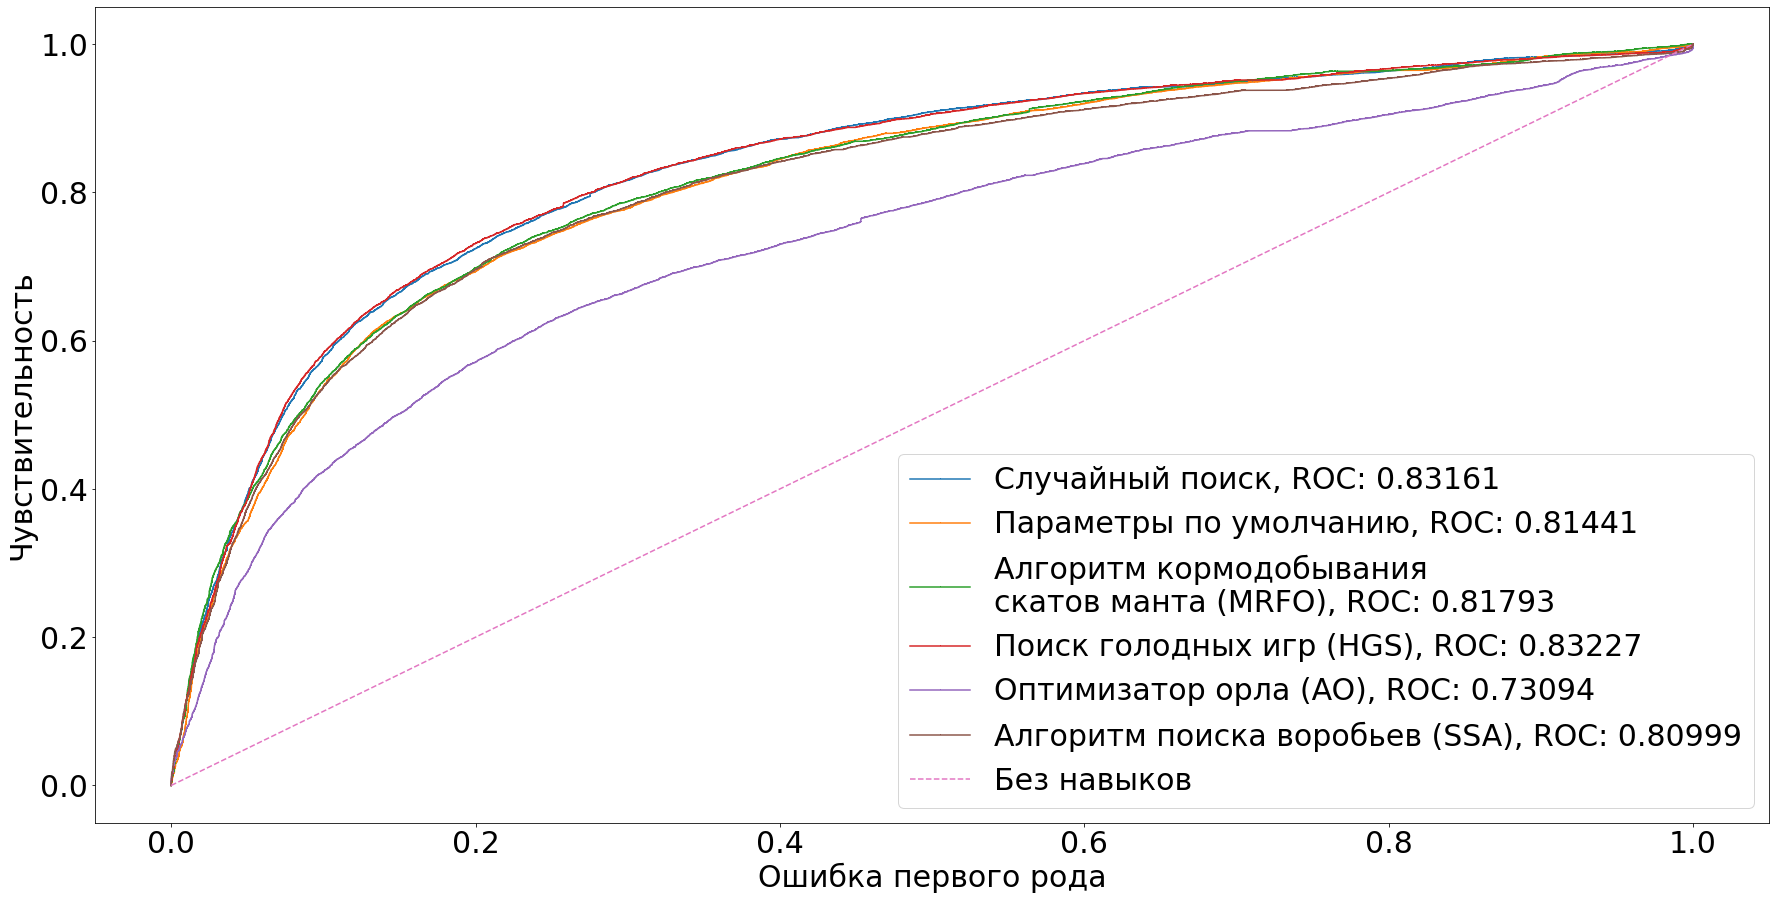 1.0
0.8
0.6
0.4
0.2
0.0
Чувствительность
Случайный поиск, ROC: 0.83161
Параметры по умолчанию, ROC: 0.81441
Алгоритм кормодобывания
скатов манта (MRFO), ROC: 0.81793
Поиск голодных игр (HGS), ROC: 0.83227
Оптимизатор орла (AO), ROC: 0.73094
Алгоритм поиска воробьев (SSA), ROC: 0.80999
Без навыков
0.0 0.2 0.4 0.6 0.8 1.0
Ошибка первого рода